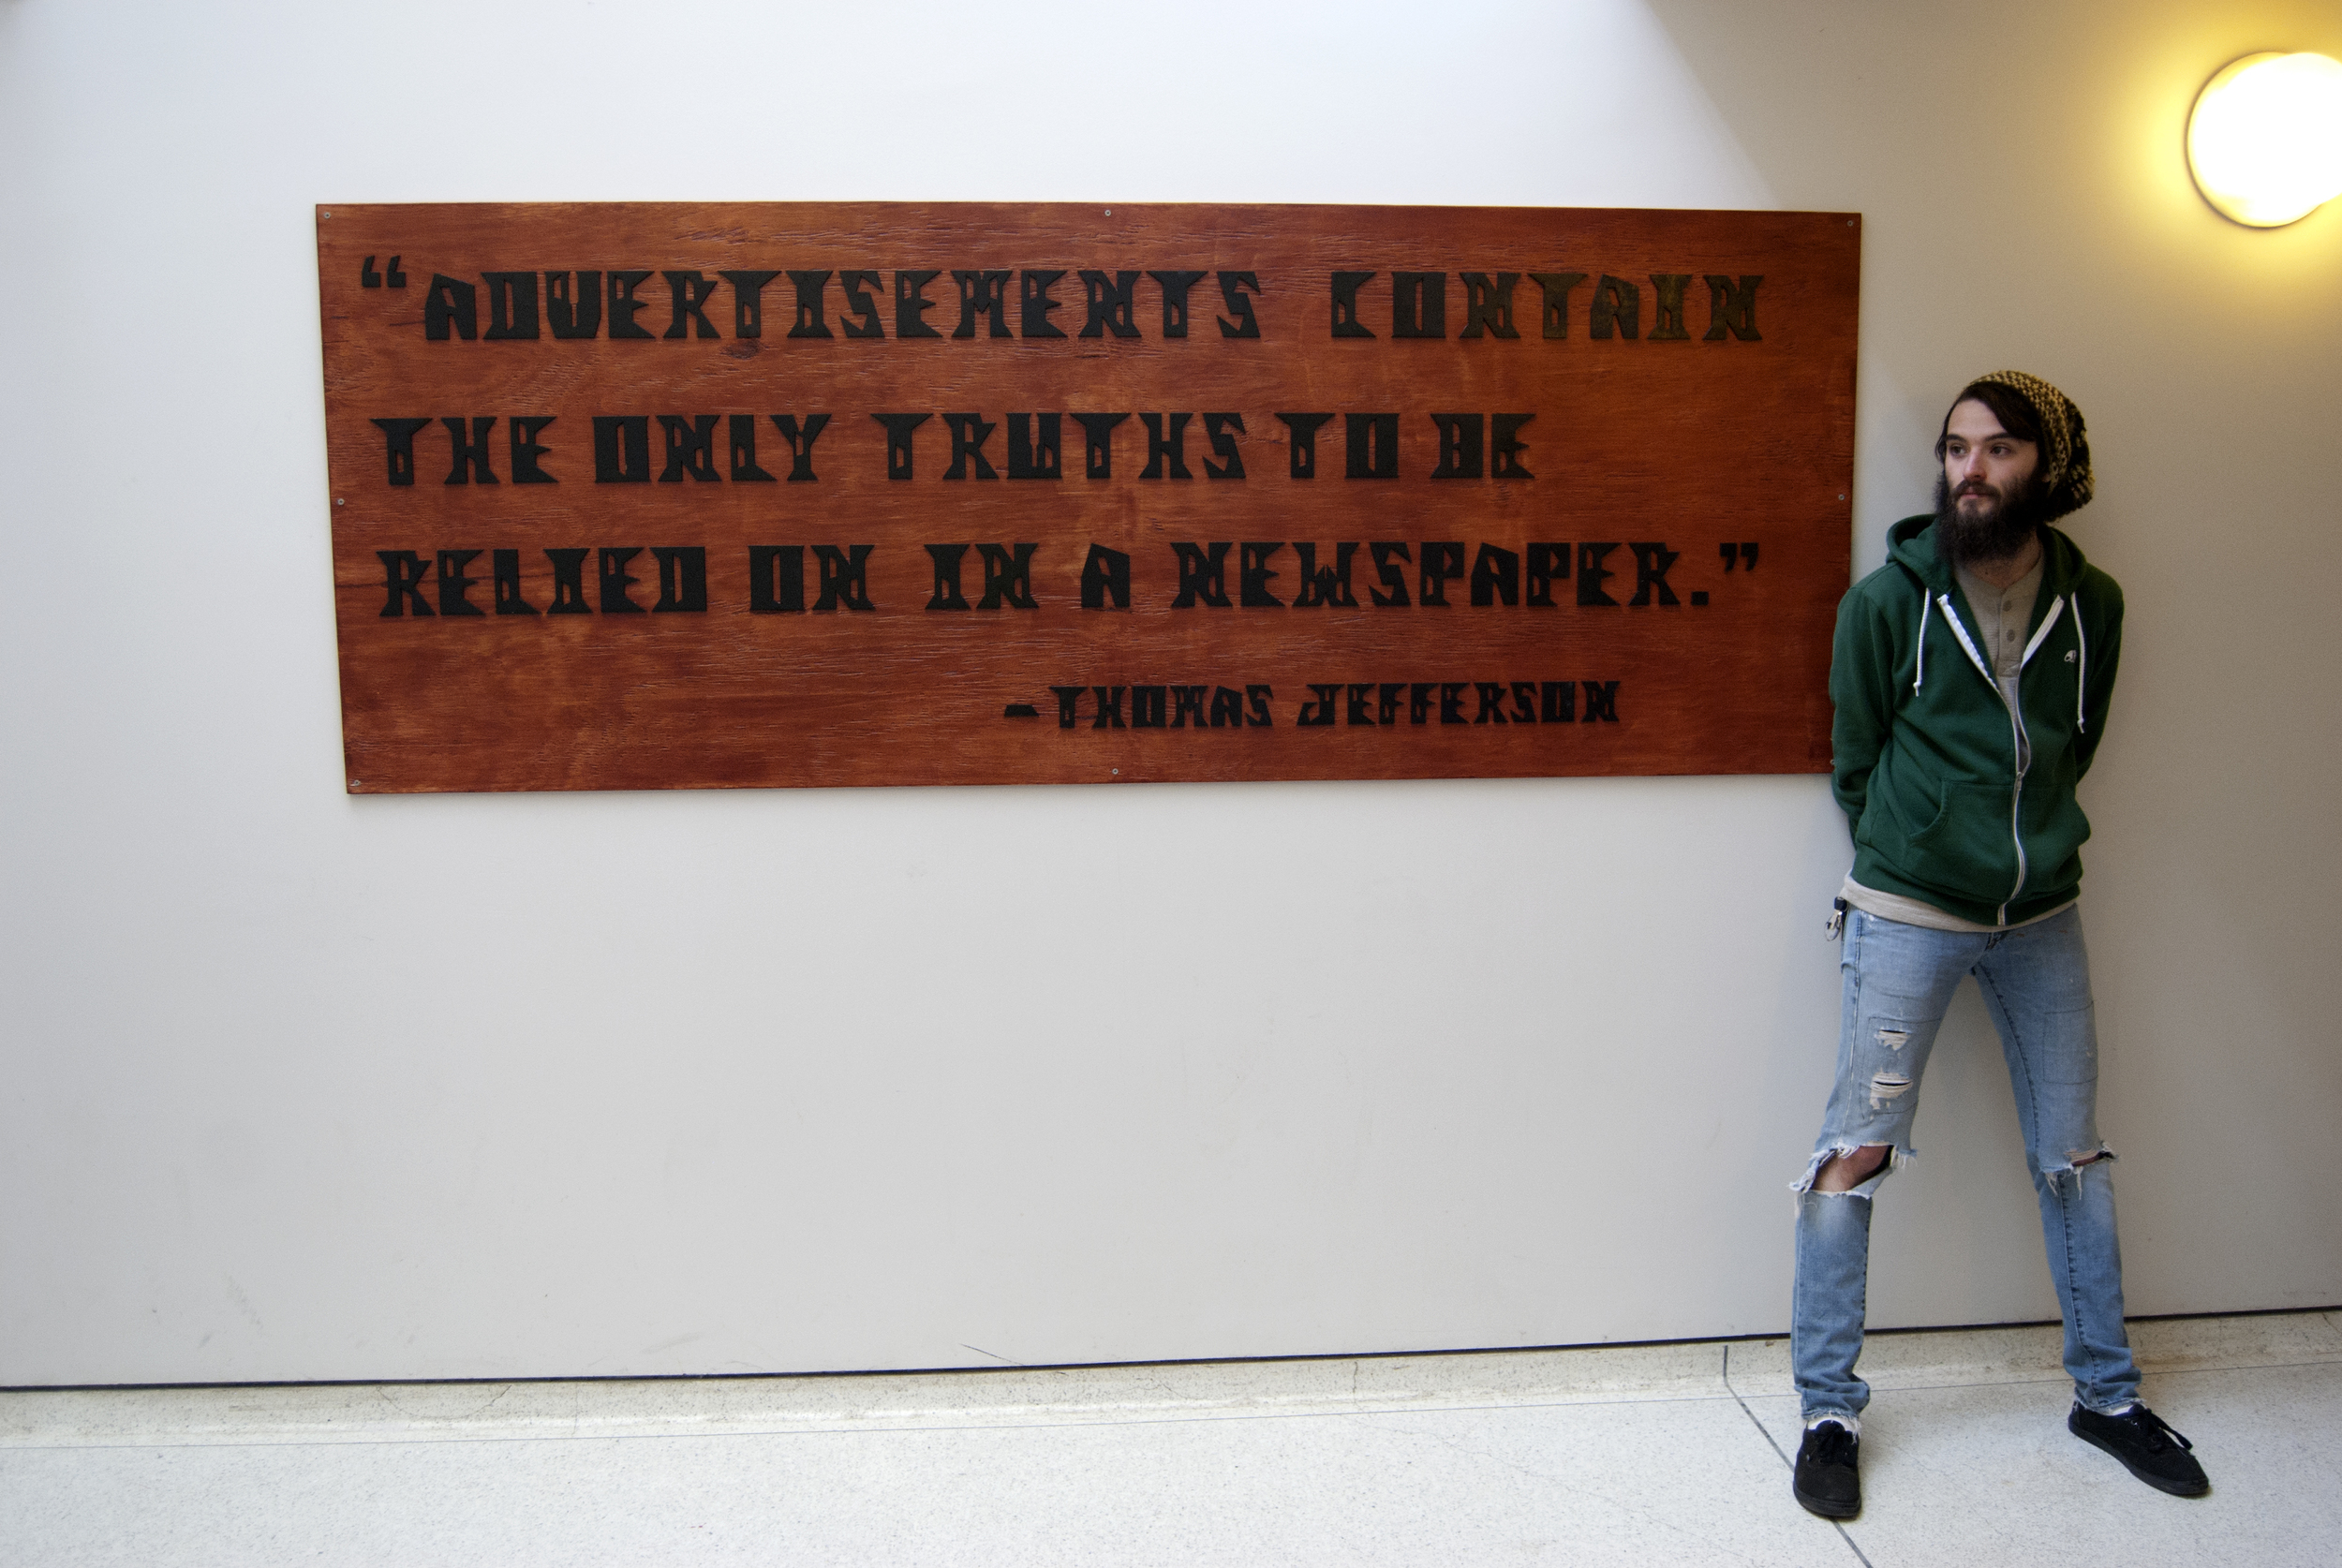 “ADVERTISEMENTS CONTAIN
THE ONLY TRUTHS TO BE
RELIED ON IN A NEWSPAPER.”
-THOMAS JEFFERSON